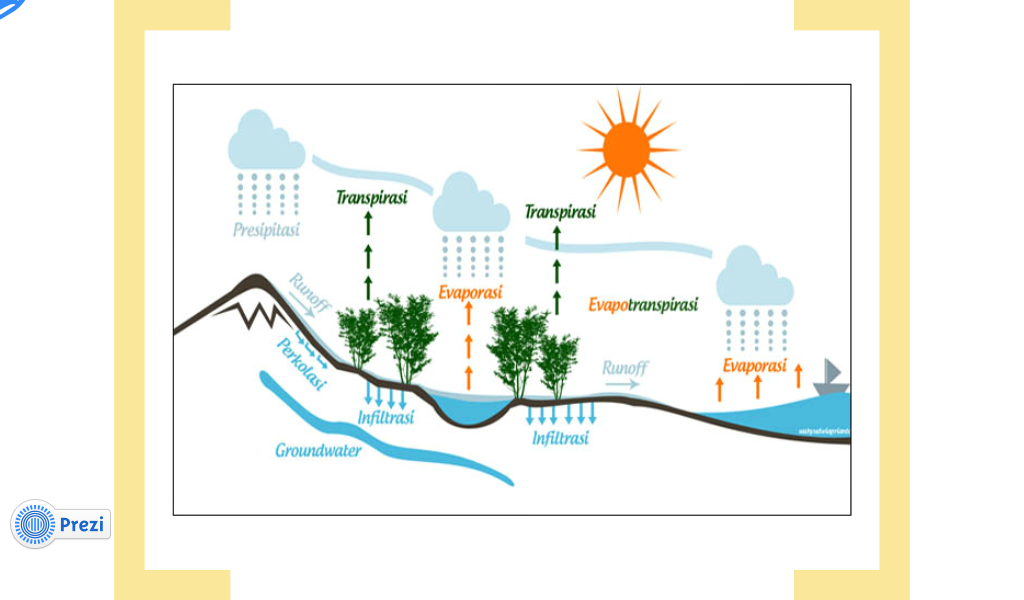 Transpirasi
Transpirasi
Presipitasi
Runoff
Evaporasi
Evapotranspirasi
Perkolasi
Runoff
Evaporasi
Infiltrasi
Infiltrasi
Groundwater
Prezi